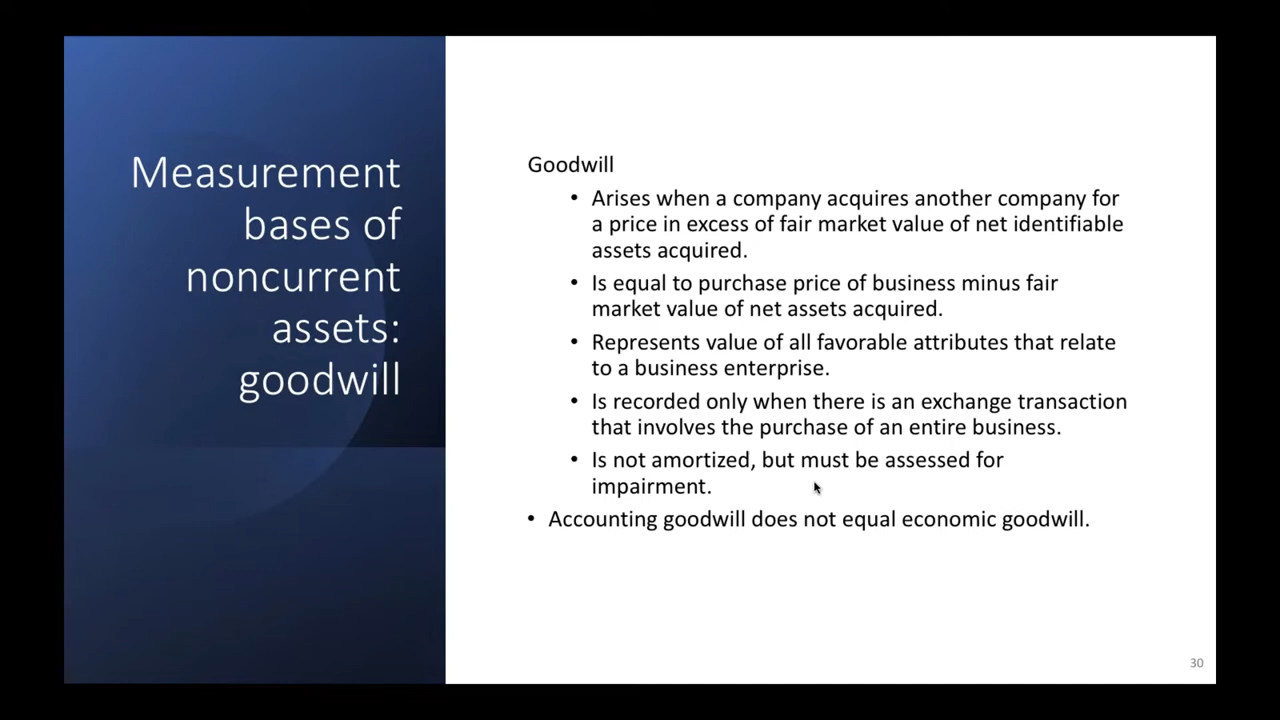 Measurement
bases of
noncurrent
assets:
goodwill
Goodwill
• Arises when a company acquires another company for
a price in excess of fair market value of net identifiable
assets acquired.
• Is equal to purchase price of business minus fair
market value of net assets acquired.
• Represents value of all favorable attributes that relate
to a business enterprise.
• Is recorded only when there is an exchange transaction
that involves the purchase of an entire business.
• Is not amortized, but must be assessed for
impairment.
• Accounting goodwill does not equal economic goodwill.
30